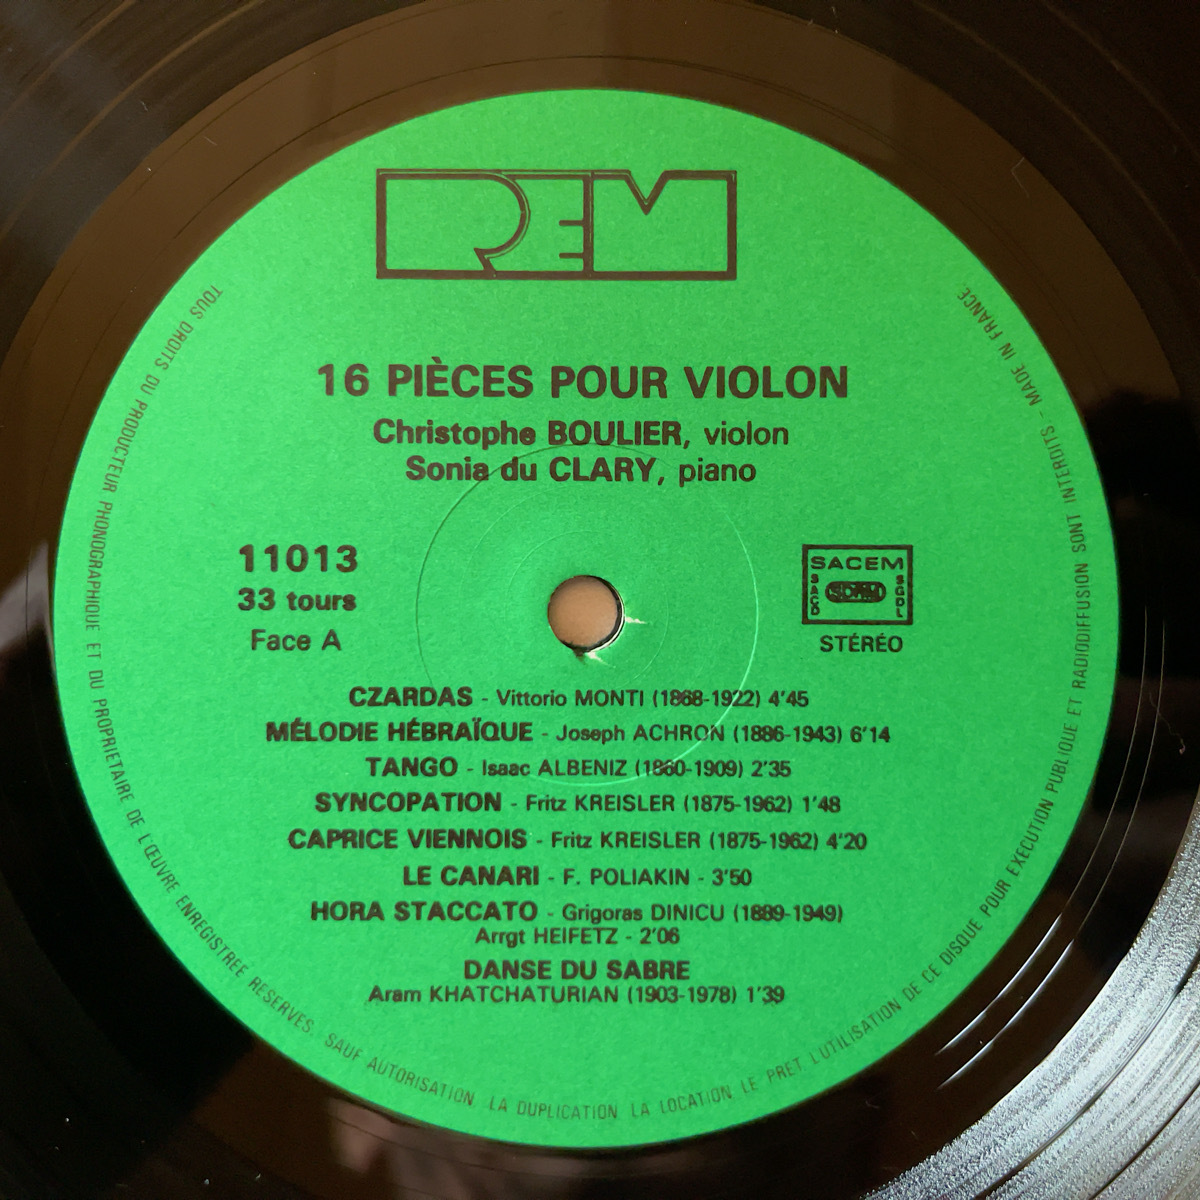 REM
16 PIÈCES POUR VIOLON
Christophe BOULIER, violon
Sonia du CLARY, piano
11013
33 tours
Face A
SACEM
SACD
SDRM
SGDL
STÉRÉO
CZARDAS - Vittorio MONTI (1868-1922) 4'45
MÉLODIE HÉBRAÏQUE - Joseph ACHRON (1886-1943) 6'14
TANGO - Isaac ALBENIZ (1860-1909) 2'35
SYNCOPATION - Fritz KREISLER (1875-1962) 1'48
CAPRICE VIENNOIS - Fritz KREISLER (1875-1962) 4'20
LE CANARI - F. POLIAKIN - 3'50
HORA STACCATO - Grigoras DINICU (1889-1949)
Arrgt HEIFETZ - 2'06
DANSE DU SABRE
Aram KHATCHATURIAN (1903-1978) 1'39
TOUS DROITS DU PRODUCTEUR PHONOGRAPHIQUE ET DU PROPRIETAIRE DE L'ŒUVRE ENREGISTREE RESERVES. SAUF AUTORISATION LA DUPLICATION LA LOCATION LE PRET L'UTILISATION DE CE DISQUE POUR EXECUTION PUBLIQUE ET RADIODIFFUSION SONT INTERDITS - MADE IN FRANCE